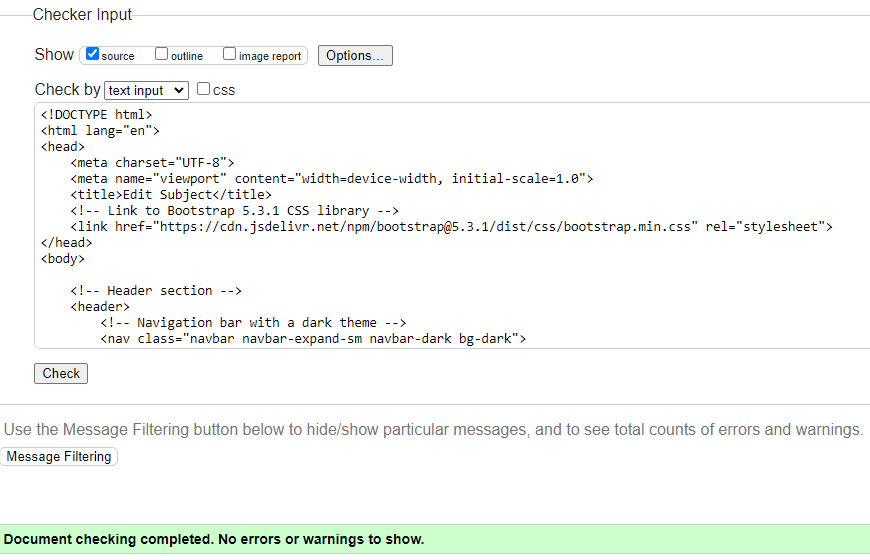 Checker Input
Show source outline image report Options...
Check by text input css
<!DOCTYPE html>
<html lang="en">
<head>
    <meta charset="UTF-8">
    <meta name="viewport" content="width=device-width, initial-scale=1.0">
    <title>Edit Subject</title>
    <!-- Link to Bootstrap 5.3.1 CSS library -->
    <link href="https://cdn.jsdelivr.net/npm/bootstrap@5.3.1/dist/css/bootstrap.min.css" rel="stylesheet">
</head>
<body>
    <!-- Header section -->
    <header>
        <!-- Navigation bar with a dark theme -->
        <nav class="navbar navbar-expand-sm navbar-dark bg-dark">
Check
Use the Message Filtering button below to hide/show particular messages, and to see total counts of errors and warnings.
Message Filtering
Document checking completed. No errors or warnings to show.